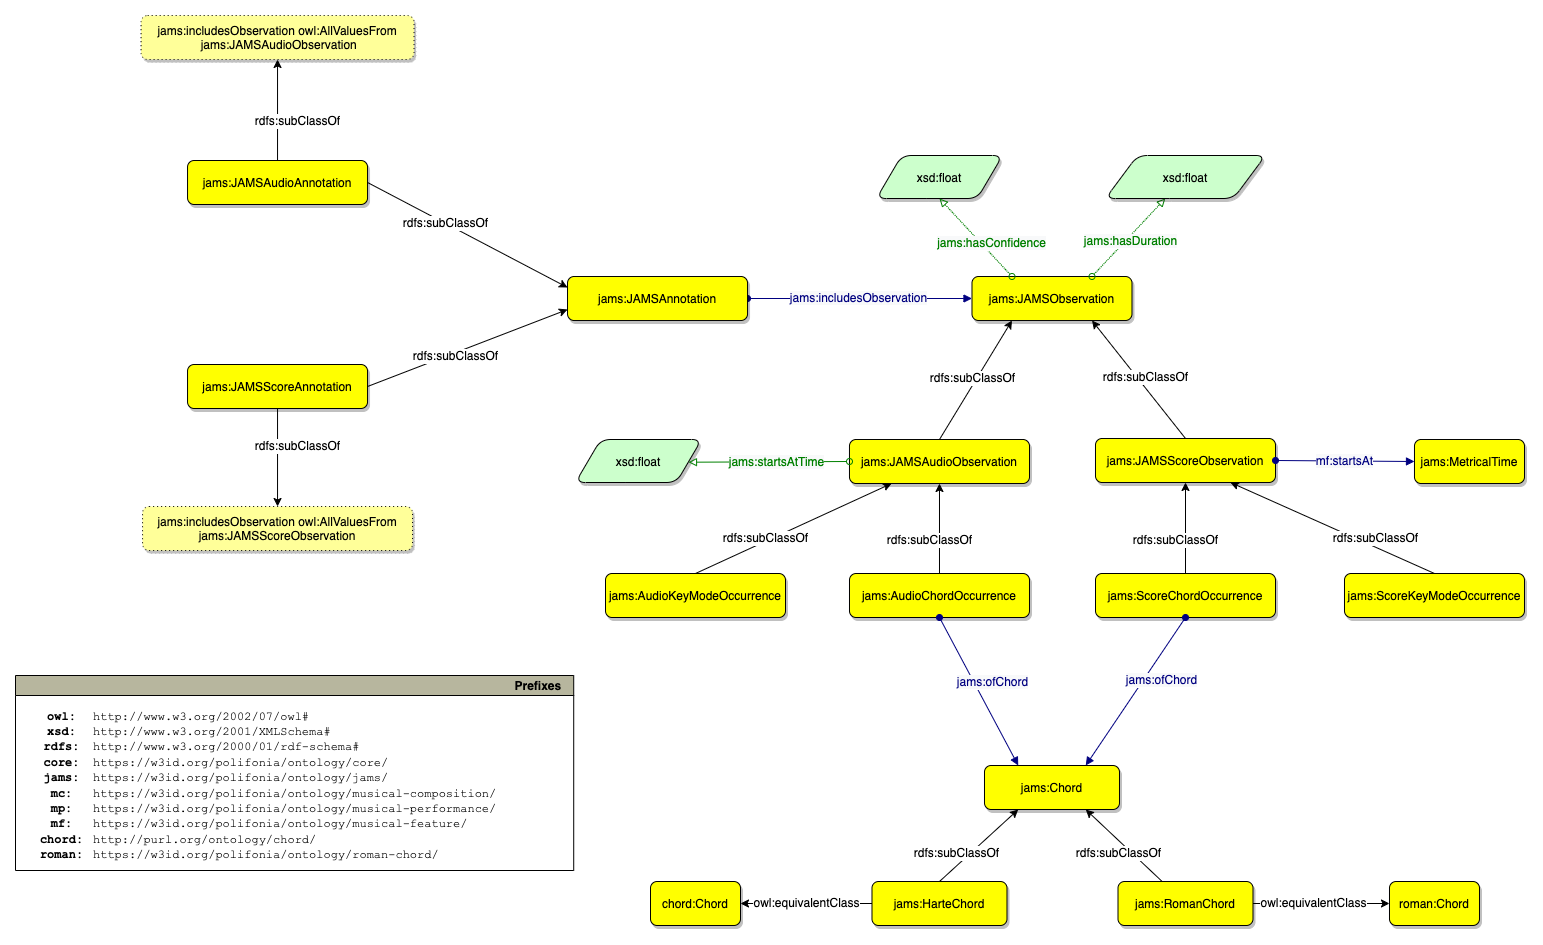 jams:includesObservation owl:AllValuesFrom
jams:JAMSAudioObservation
rdfs:subClassOf
jams:JAMSAudioAnnotation
xsd:float
xsd:float
rdfs:subClassOf
jams:hasConfidence
jams:hasDuration
jams:JAMSAnnotation
jams:includesObservation
jams:JAMSObservation
rdfs:subClassOf
jams:JAMSScoreAnnotation
rdfs:subClassOf
rdfs:subClassOf
rdfs:subClassOf
xsd:float
jams:startsAtTime
jams:JAMSAudioObservation
jams:JAMSScoreObservation
mf:startsAt
jams:MetricalTime
jams:includesObservation owl:AllValuesFrom
jams:JAMSScoreObservation
rdfs:subClassOf
rdfs:subClassOf
rdfs:subClassOf
rdfs:subClassOf
jams:AudioKeyModeOccurrence
jams:AudioChordOccurrence
jams:ScoreChordOccurrence
jams:ScoreKeyModeOccurrence
jams:ofChord
jams:ofChord
Prefixes
owl: http://www.w3.org/2002/07/owl#
xsd: http://www.w3.org/2001/XMLSchema#
rdfs: http://www.w3.org/2000/01/rdf-schema#
core: https://w3id.org/polifonia/ontology/core/
jams: https://w3id.org/polifonia/ontology/jams/
mc: https://w3id.org/polifonia/ontology/musical-composition/
mp: https://w3id.org/polifonia/ontology/musical-performance/
mf: https://w3id.org/polifonia/ontology/musical-feature/
chord: http://purl.org/ontology/chord/
roman: https://w3id.org/polifonia/ontology/roman-chord/
jams:Chord
rdfs:subClassOf
rdfs:subClassOf
chord:Chord
owl:equivalentClass
jams:HarteChord
jams:RomanChord
owl:equivalentClass
roman:Chord